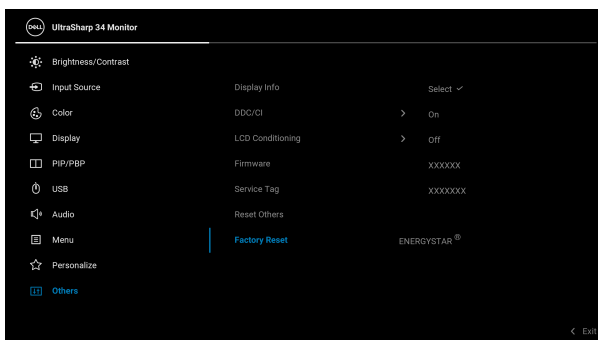 DELL UltraSharp 34 Monitor
Brightness/Contrast
Input Source Display Info Select ✓
Color DDC/CI > On
Display LCD Conditioning > Off
PIP/PBP Firmware XXXXXX
USB Service Tag XXXXXXX
Audio Reset Others
Menu Factory Reset ENERGYSTAR ®
Personalize
Others
< Exit